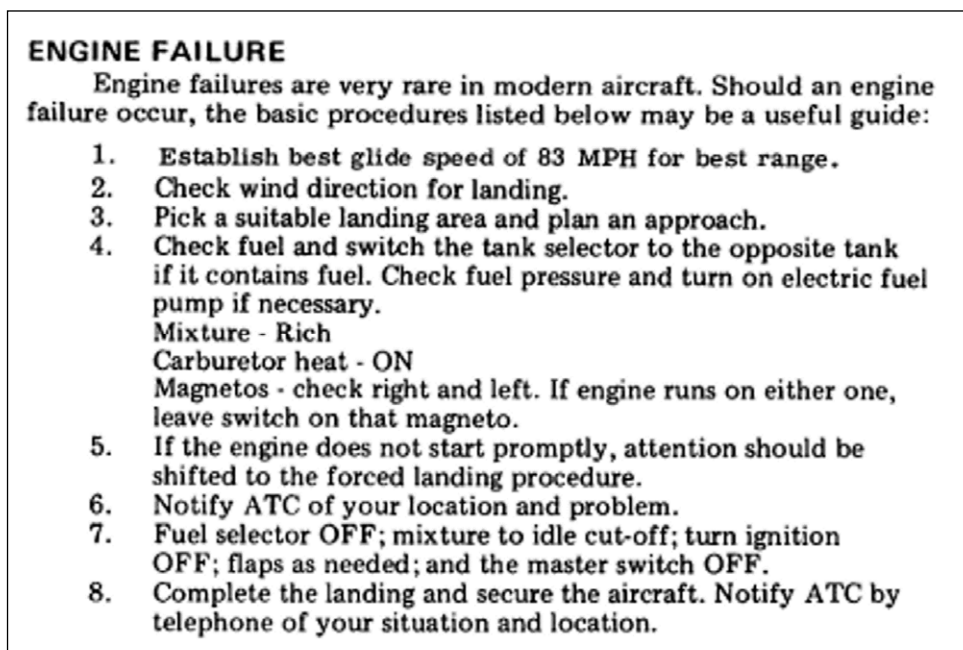 ENGINE FAILURE
Engine failures are very rare in modern aircraft. Should an engine
failure occur, the basic procedures listed below may be a useful guide:
1. Establish best glide speed of 83 MPH for best range.
2. Check wind direction for landing.
3. Pick a suitable landing area and plan an approach.
4. Check fuel and switch the tank selector to the opposite tank
if it contains fuel. Check fuel pressure and turn on electric fuel
pump if necessary.
Mixture - Rich
Carburetor heat - ON
Magnetos - check right and left. If engine runs on either one,
leave switch on that magneto.
5. If the engine does not start promptly, attention should be
shifted to the forced landing procedure.
6. Notify ATC of your location and problem.
7. Fuel selector OFF; mixture to idle cut-off; turn ignition
OFF; flaps as needed; and the master switch OFF.
8. Complete the landing and secure the aircraft. Notify ATC by
telephone of your situation and location.